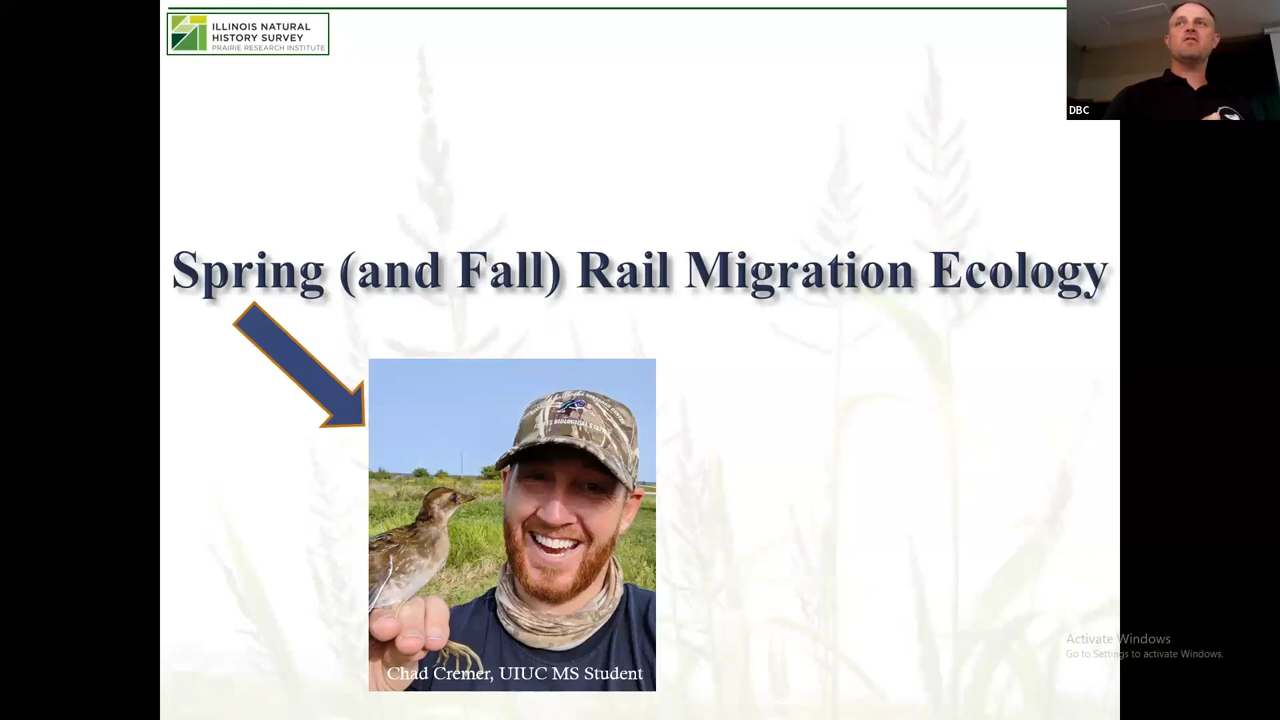 ILLINOIS NATURAL
HISTORY SURVEY
PRAIRIE RESEARCH INSTITUTE
DBC
Spring (and Fall) Rail Migration Ecology
Chad Cremer, UIUC MS Student
Activate Windows
Go to Settings to activate Windows.